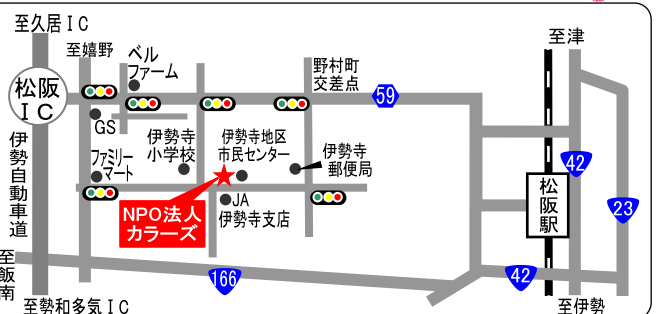 至久居IC
至嬉野
ベル
ファーム
野村町
交差点
至津
松阪
IC
59
GS
伊勢寺
小学校
伊勢寺地区
市民センター
伊勢寺
郵便局
42
伊勢自動車道
ファミリー
マート
松阪駅
23
NPO法人
カラーズ
JA
伊勢寺支店
至飯南
166
42
至勢和多気IC
至伊勢